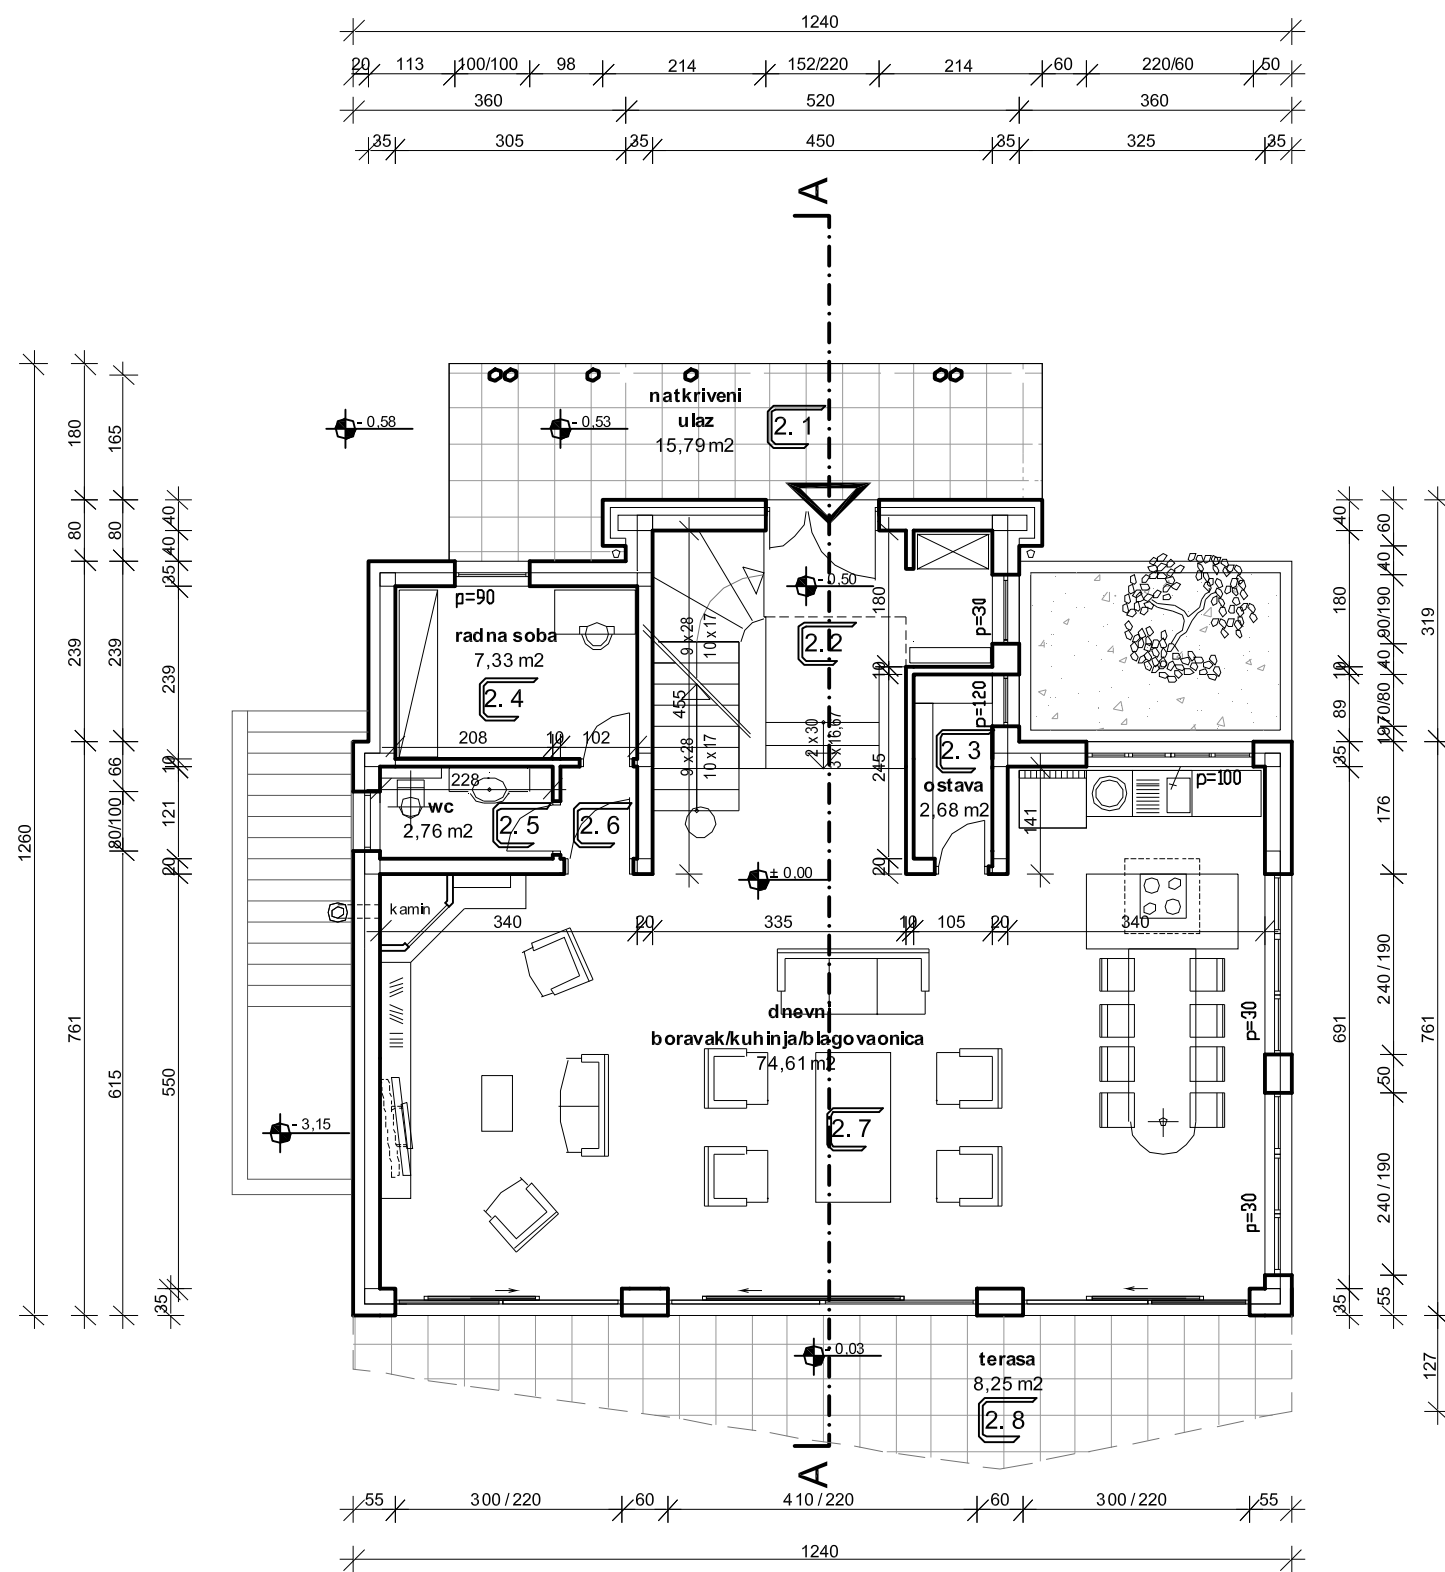 1240
20 113 100/100 98 214 152/220 214 60 220/60 50
360 520 360
35 305 35 450 35 325 35
A
natkriveni
ulaz
15,79 m2
2. 1
- 0,58
- 0,53
- 0,50
p=90
radna soba
7,33 m2
2. 4
9 x 28
10 x 17
455
9 x 28
10 x 17
2. 2
180
10
245
20
2 x 30
3 x 16,67
p=30
p=120
2. 3
ostava
2,68 m2
p=100
141
208 10 102
228
wc
2,76 m2
2. 5
2. 6
± 0,00
kamin
340 20 335 10 105 20 340
dnevni
boravak/kuhinja/blagovaonica
74,61 m2
2. 7
p=30
p=30
- 3,15
- 0,03
terasa
8,25 m2
2. 8
A
1260
180
80
239
761
165
80
239
66
80/100
615
40
40
35
239
10
121
20
550
35
40
180
10
89
35
691
35
60
40
90/190
40
70/80
19
176
240/190
50
240/190
55
319
761
127
55 300/220 60 410/220 60 300/220 55
1240